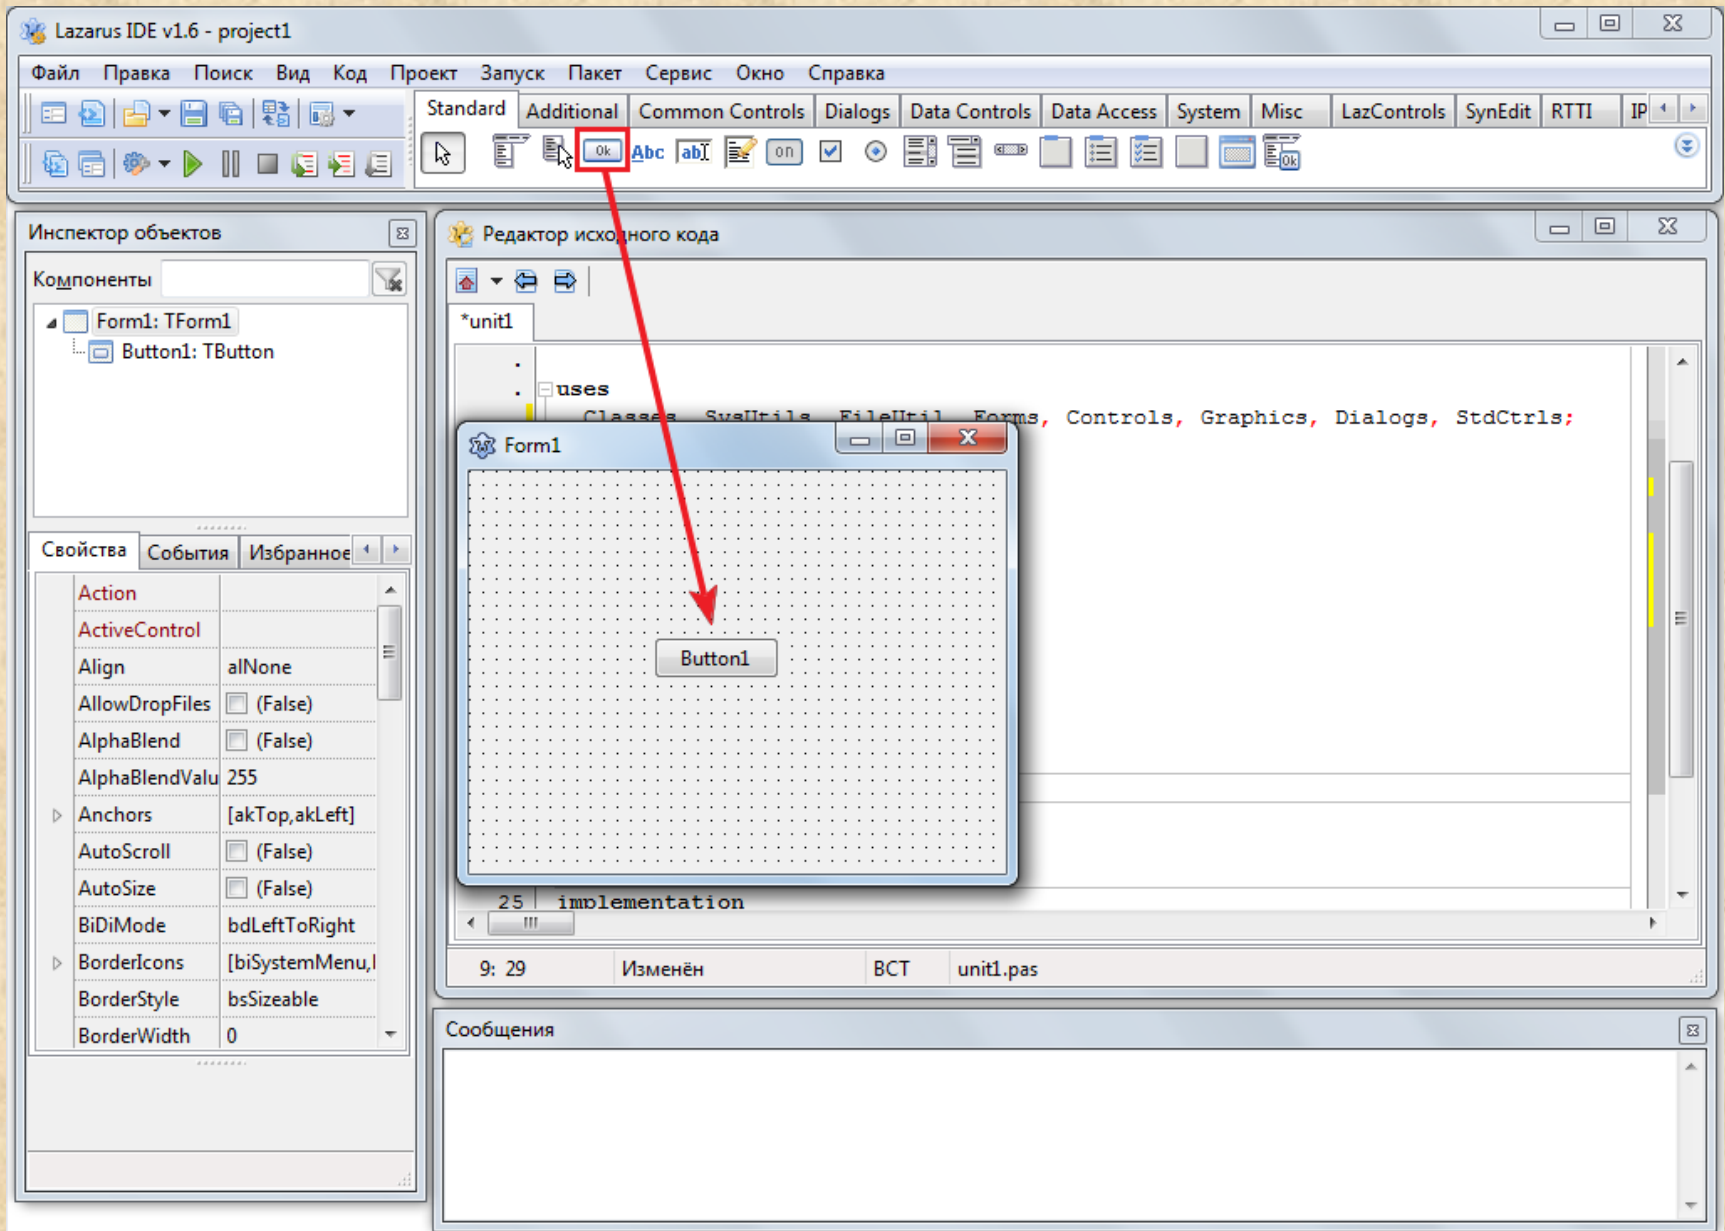 Lazarus IDE v1.6 - project1
Файл Правка Поиск Вид Код Проект Запуск Пакет Сервис Окно Справка
Standard Additional Common Controls Dialogs Data Controls Data Access System Misc LazControls SynEdit RTTI IP
Ok Abc abI on Ok
Инспектор объектов
Компоненты
Form1: TForm1
Button1: TButton
Свойства События Избранное
Action
ActiveControl
Align alNone
AllowDropFiles (False)
AlphaBlend (False)
AlphaBlendValu 255
Anchors [akTop,akLeft]
AutoScroll (False)
AutoSize (False)
BiDiMode bdLeftToRight
BorderIcons [biSystemMenu,
BorderStyle bsSizeable
BorderWidth 0
Редактор исходного кода
*unit1
uses
Classes, SysUtils, FileUtil, Forms, Controls, Graphics, Dialogs, StdCtrls;
Form1
Button1
25 implementation
9: 29 Изменён ВСТ unit1.pas
Сообщения